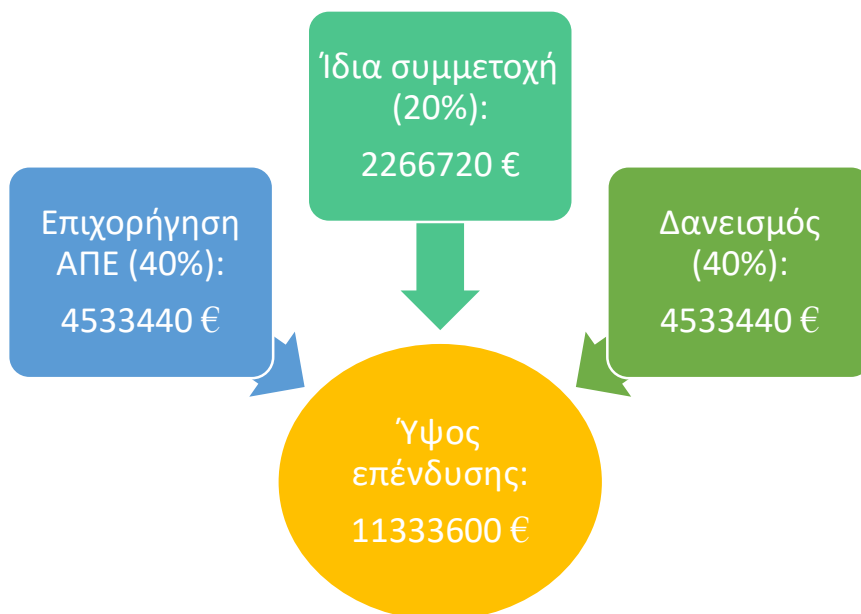 Ίδια συμμετοχή
(20%):
2266720 €
Επιχορήγηση
ΑΠΕ (40%):
4533440 €
Δανεισμός
(40%):
4533440 €
Ύψος
επένδυσης:
11333600 €